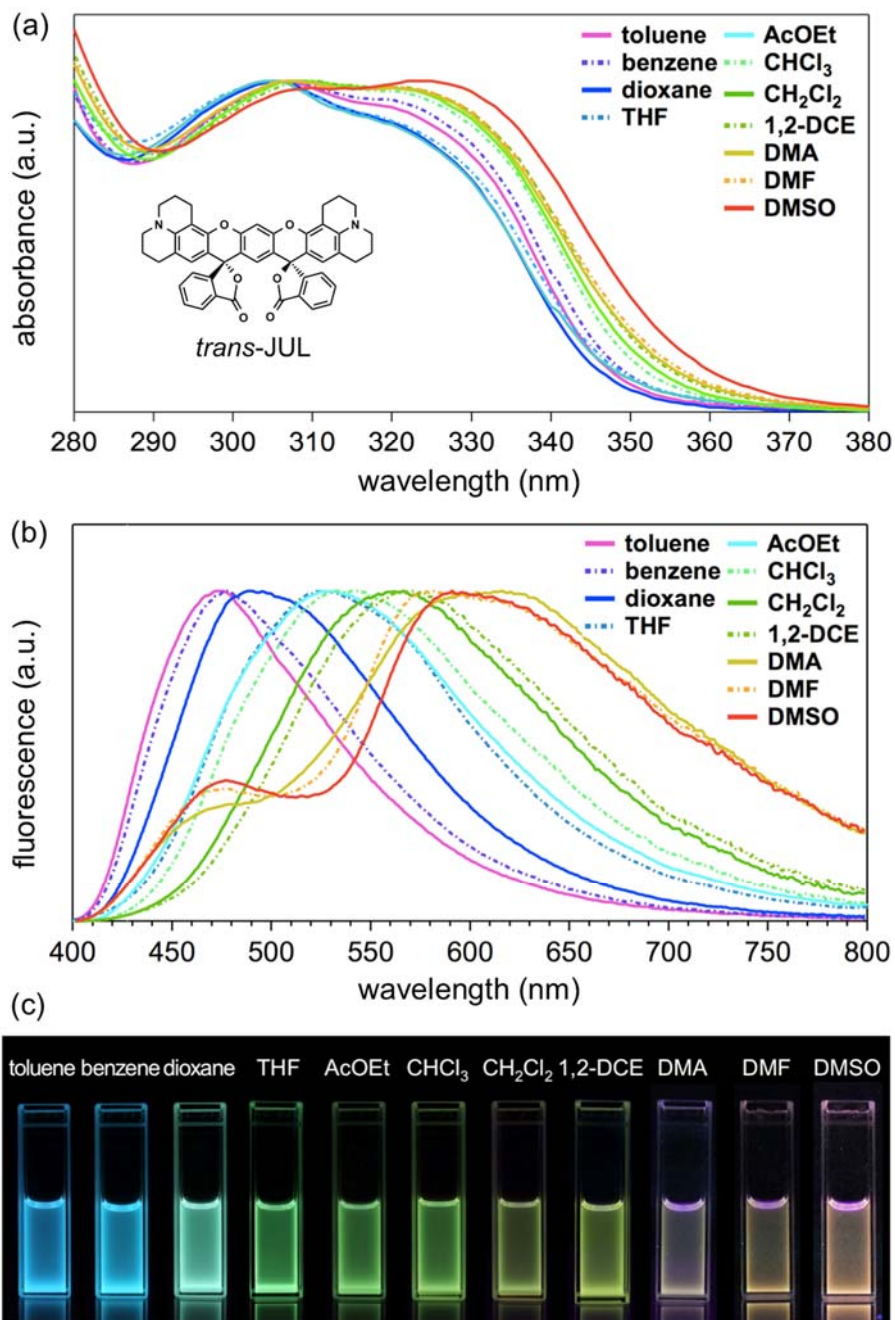 (a)
toluene
benzene
dioxane
THF
AcOEt
CHCl₃
CH₂Cl₂
1,2-DCE
DMA
DMF
DMSO
absorbance (a.u.)
N
O
O
N
O
O
O
O
trans-JUL
280 290 300 310 320 330 340 350 360 370 380
wavelength (nm)
(b)
toluene
benzene
dioxane
THF
AcOEt
CHCl₃
CH₂Cl₂
1,2-DCE
DMA
DMF
DMSO
fluorescence (a.u.)
400 450 500 550 600 650 700 750 800
wavelength (nm)
(c)
toluene benzene dioxane THF AcOEt CHCl₃ CH₂Cl₂ 1,2-DCE DMA DMF DMSO